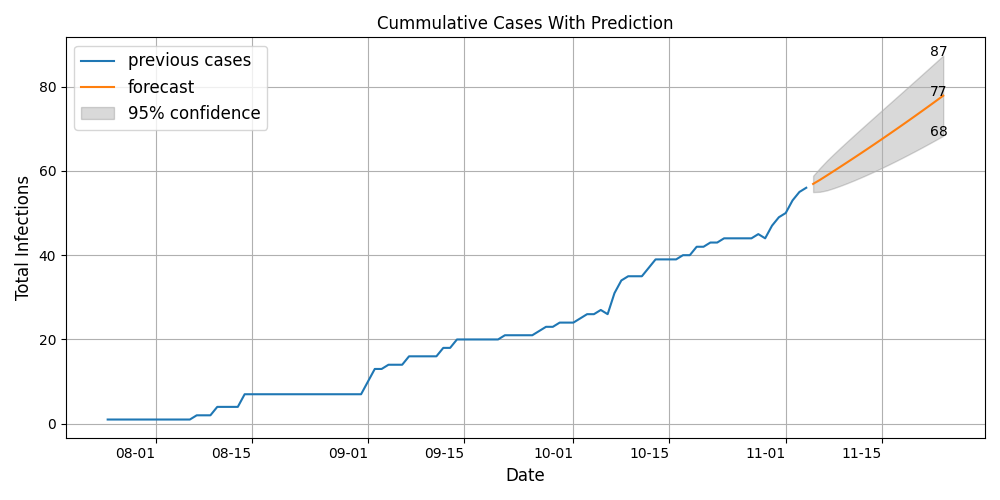 Cummulative Cases With Prediction
previous cases
forecast
95% confidence
87
77
68
80
60
40
20
0
Total Infections
08-01 08-15 09-01 09-15 10-01 10-15 11-01 11-15
Date